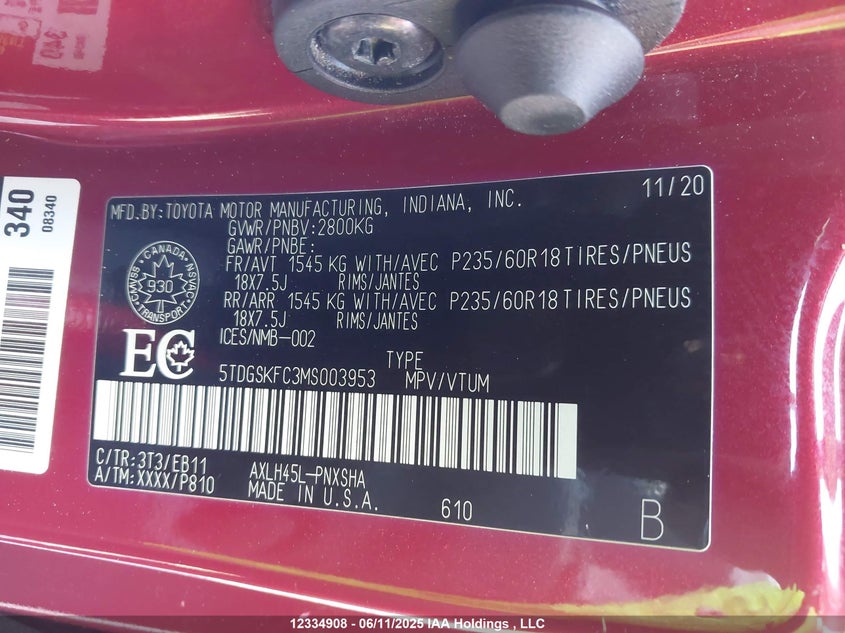 340
08340
MFD.BY:TOYOTA MOTOR MANUFACTURING, INDIANA, INC. 11/20
GVWR/PNBV:2800KG
GAWR/PNBE:
FR/AVT 1545 KG WITH/AVEC P235/60R18 TIRES/PNEUS
18X7.5J RIMS/JANTES
RR/ARR 1545 KG WITH/AVEC P235/60R18 TIRES/PNEUS
18X7.5J RIMS/JANTES
ICES/NMB-002
CANADA
CMVSS 930 NSVAC
TRANSPORT
EC
TYPE
5TDGSKFC3MS003953 MPV/VTUM
C/TR:3T3/EB11 AXLH45L-PNXSHA
A/TM:XXXX/P810 MADE IN U.S.A. 610 B
12334908 - 06/11/2025 IAA Holdings , LLC